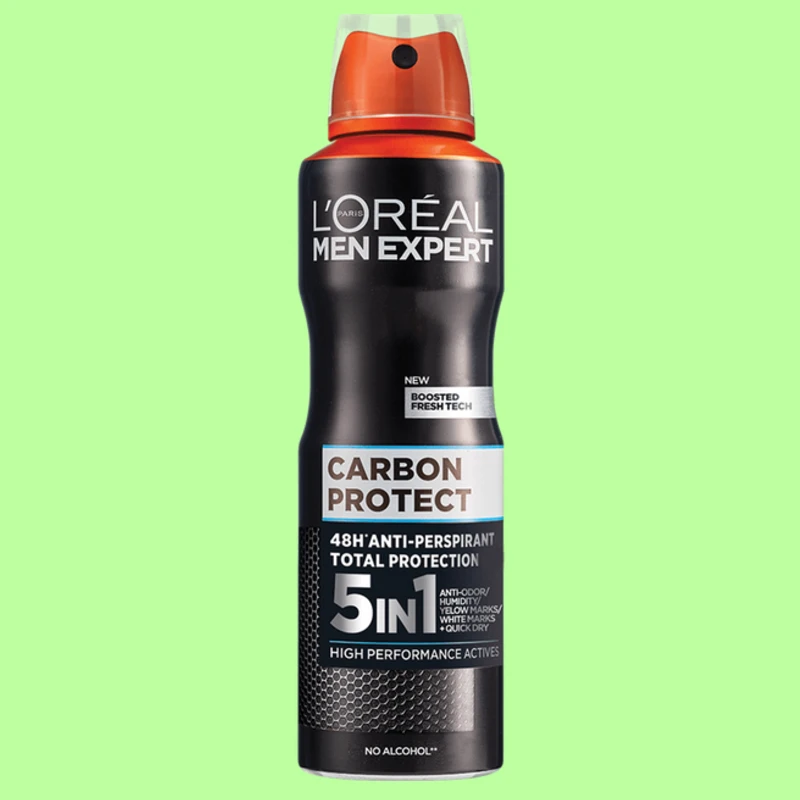 L'ORÉAL
PARIS
MEN EXPERT
NEW
BOOSTED
FRESH TECH
CARBON
PROTECT
48H*ANTI-PERSPIRANT
TOTAL PROTECTION
5IN1
ANTI-ODOR/
HUMIDITY/
YELOW MARKS/
WHITE MARKS
+QUICK DRY
HIGH PERFORMANCE ACTIVES
NO ALCOHOL**